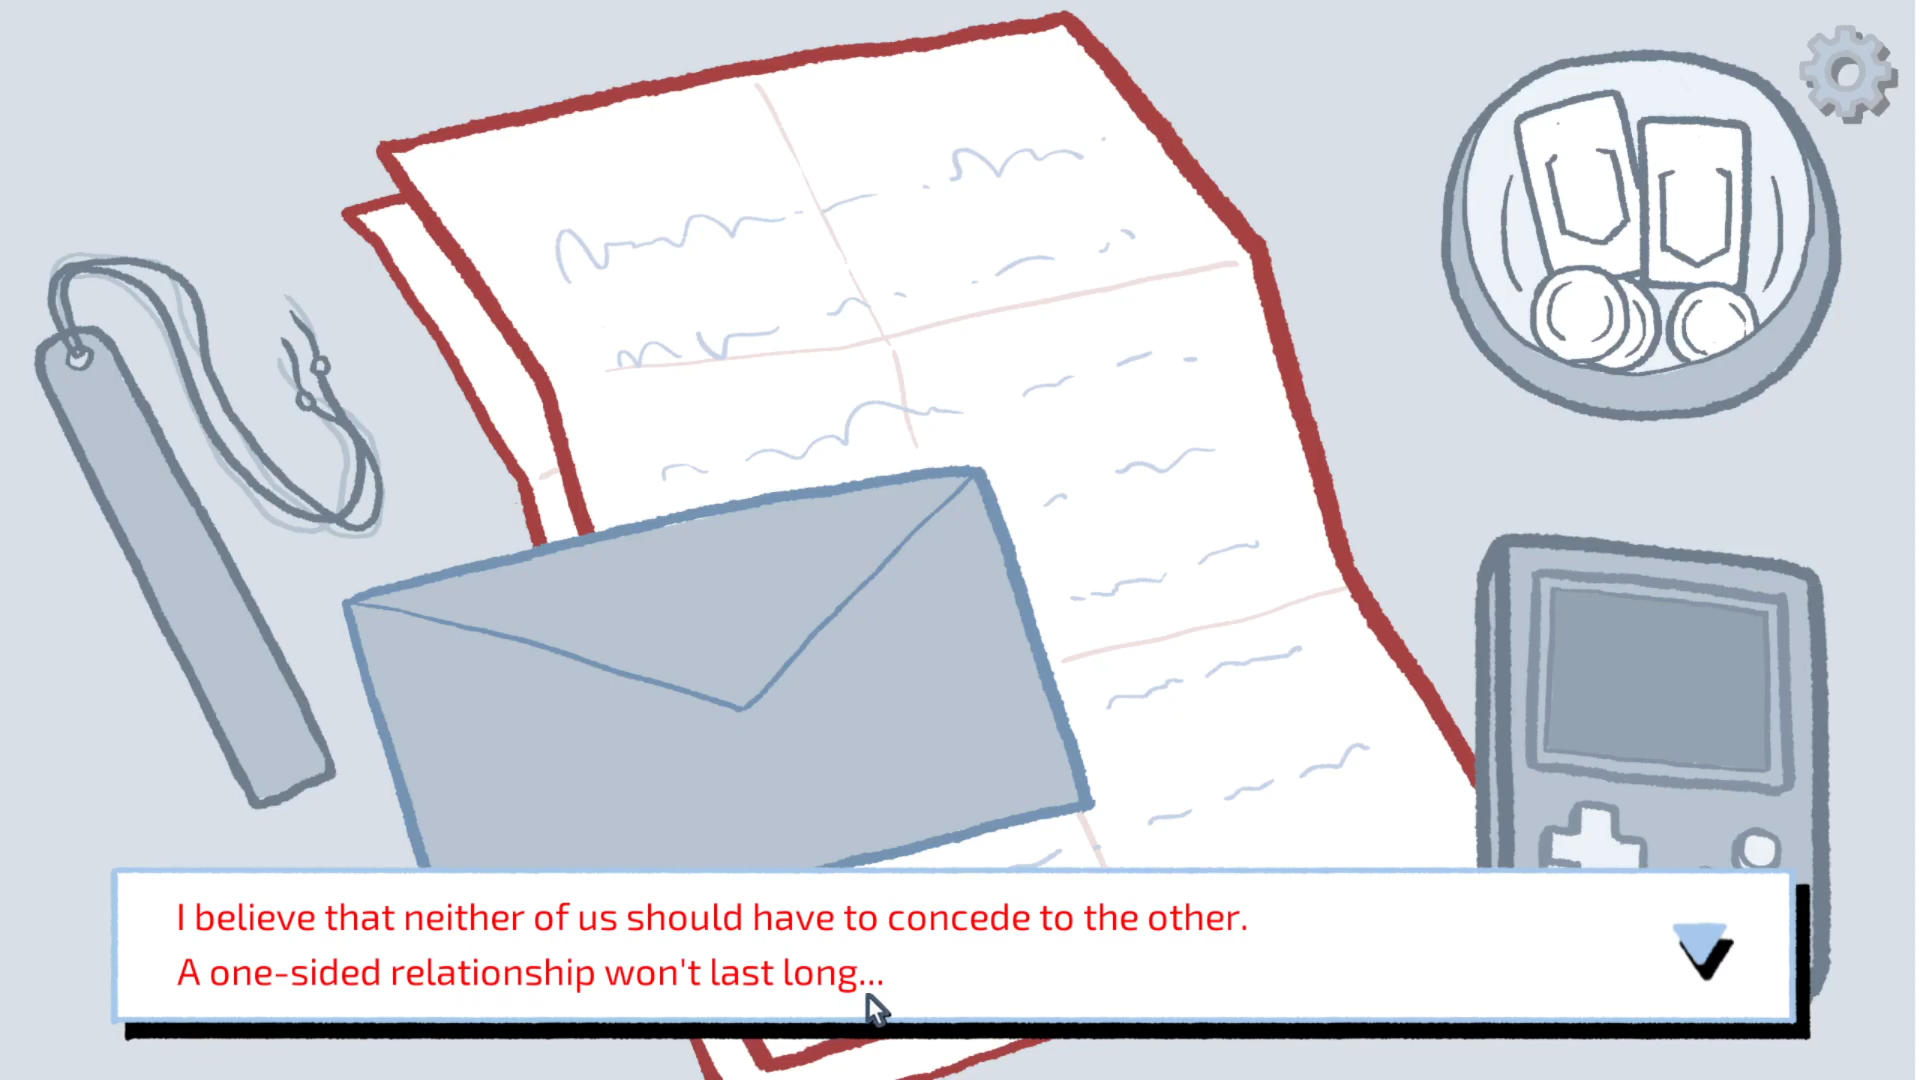 I believe that neither of us should have to concede to the other.
A one-sided relationship won't last long...